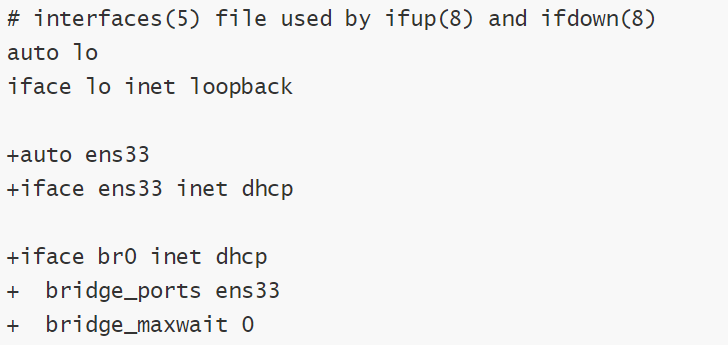 # interfaces(5) file used by ifup(8) and ifdown(8)
auto lo
iface lo inet loopback

+auto ens33
+iface ens33 inet dhcp

+iface br0 inet dhcp
+  bridge_ports ens33
+  bridge_maxwait 0